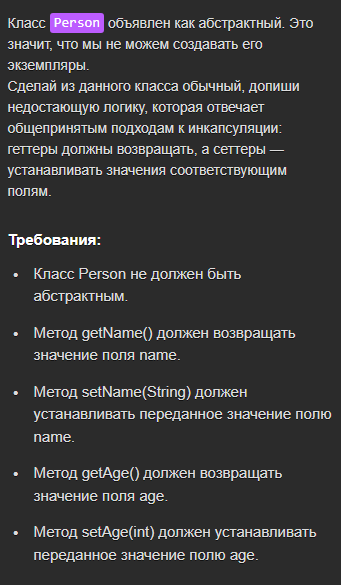 Класс Person объявлен как абстрактный. Это
значит, что мы не можем создавать его
экземпляры.
Сделай из данного класса обычный, допиши
недостающую логику, которая отвечает
общепринятым подходам к инкапсуляции:
геттеры должны возвращать, а сеттеры —
устанавливать значения соответствующим
полям.
Требования:
• Класс Person не должен быть
абстрактным.
• Метод getName() должен возвращать
значение поля name.
• Метод setName(String) должен
устанавливать переданное значение полю
name.
• Метод getAge() должен возвращать
значение поля age.
• Метод setAge(int) должен устанавливать
переданное значение полю age.